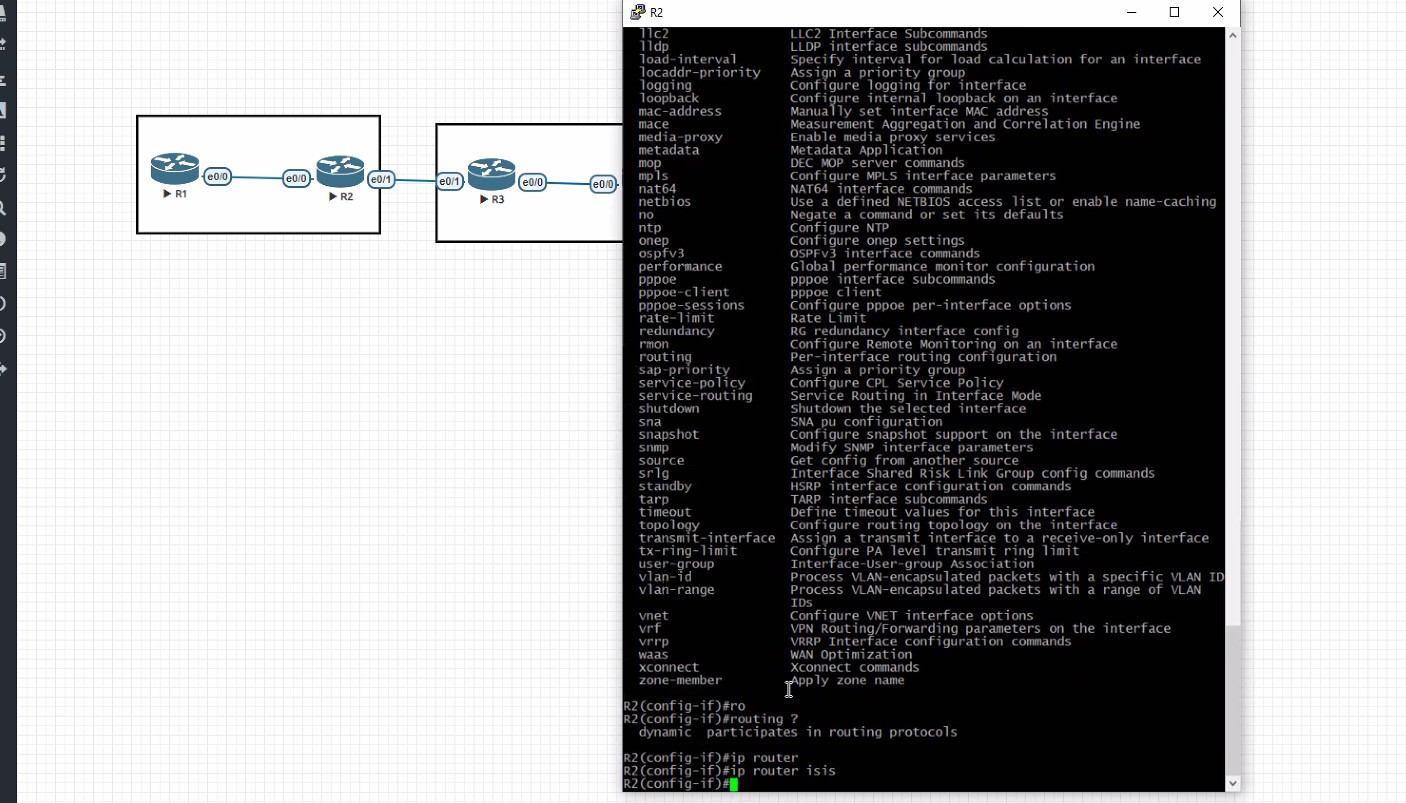 R2
llc2 LLC2 Interface Subcommands
lldp LLDP interface subcommands
load-interval Specify interval for load calculation for an interface
locaddr-priority Assign a priority group
logging Configure logging for interface
loopback Configure internal loopback on an interface
mac-address Manually set interface MAC address
mace Measurement Aggregation and Correlation Engine
media-proxy Enable media proxy services
metadata Metadata Application
mop DEC MOP server commands
mpls Configure MPLS interface parameters
nat64 NAT64 interface commands
netbios Use a defined NETBIOS access list or enable name-caching
no Negate a command or set its defaults
ntp Configure NTP
onep Configure onep settings
ospfv3 OSPFv3 interface commands
performance Global performance monitor configuration
pppoe pppoe interface subcommands
pppoe-client pppoe client
pppoe-sessions Configure pppoe per-interface options
rate-limit Rate Limit
redundancy RG redundancy interface config
rmon Configure Remote Monitoring on an interface
routing Per-interface routing configuration
sap-priority Assign a priority group
service-policy Configure CPL Service Policy
service-routing Service Routing in Interface Mode
shutdown Shutdown the selected interface
sna SNA pu configuration
snapshot Configure snapshot support on the interface
snmp Modify SNMP interface parameters
source Get config from another source
srlg Interface Shared Risk Link Group config commands
standby HSRP interface configuration commands
tarp TARP interface subcommands
timeout Define timeout values for this interface
topology Configure routing topology on the interface
transmit-interface Assign a transmit interface to a receive-only interface
tx-ring-limit Configure PA level transmit ring limit
user-group Interface-User-group Association
vlan-id Process VLAN-encapsulated packets with a specific VLAN ID
vlan-range Process VLAN-encapsulated packets with a range of VLAN
IDs
vnet Configure VNET interface options
vrf VPN Routing/Forwarding parameters on the interface
vrrp VRRP Interface configuration commands
waas WAN Optimization
xconnect Xconnect commands
zone-member Apply zone name
R2(config-if)#ro
R2(config-if)#routing ?
dynamic participates in routing protocols
R2(config-if)#ip router
R2(config-if)#ip router isis
R2(config-if)#
e0/0 e0/0 e0/1 e0/1 e0/0 e0/0
R1 R2 R3